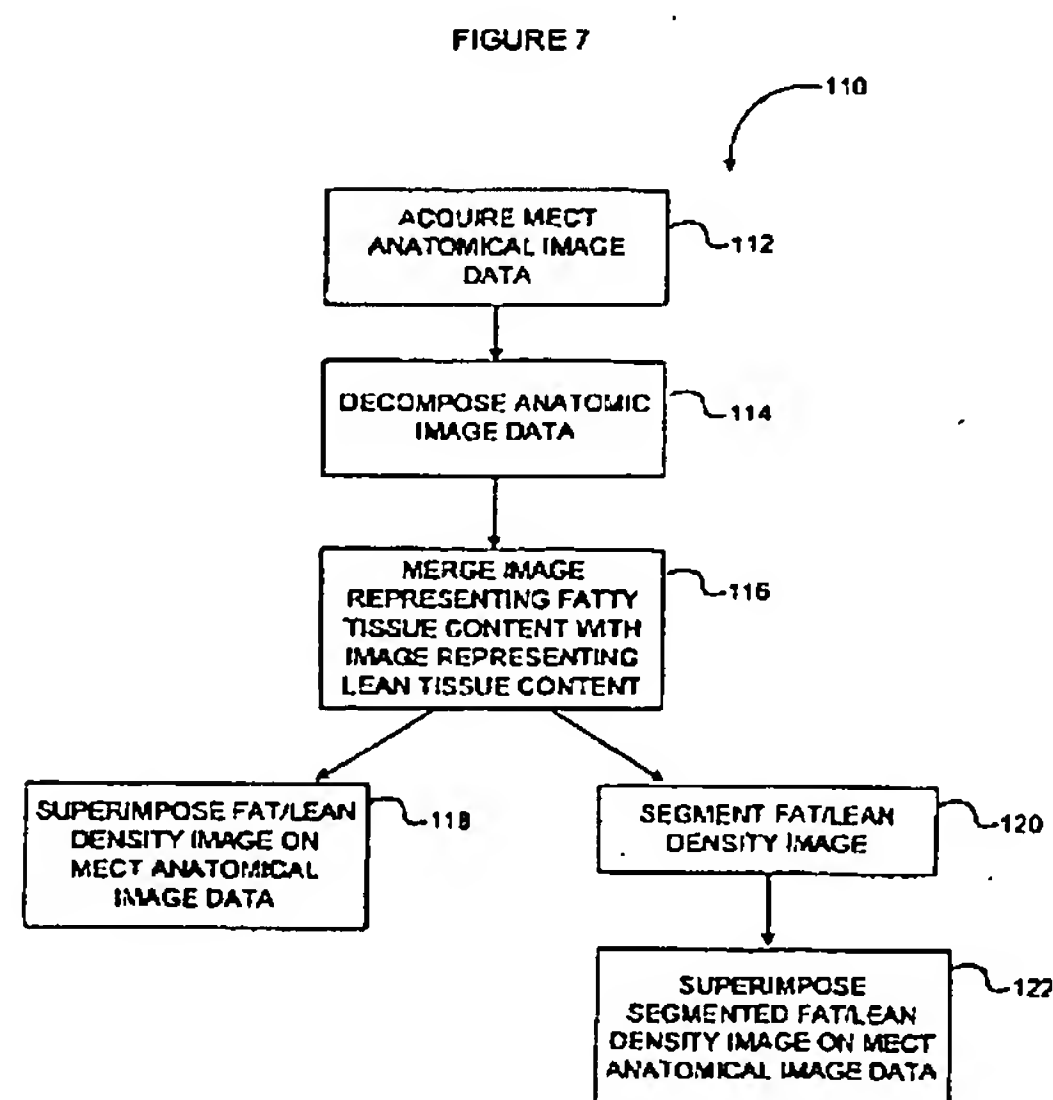 FIGURE 7
110
ACQUIRE MECT
ANATOMICAL IMAGE
DATA
112
DECOMPOSE ANATOMIC
IMAGE DATA
114
MERGE IMAGE
REPRESENTING FATTY
TISSUE CONTENT WITH
IMAGE REPRESENTING
LEAN TISSUE CONTENT
116
SUPERIMPOSE FAT/LEAN
DENSITY IMAGE ON
MECT ANATOMICAL
IMAGE DATA
118
SEGMENT FAT/LEAN
DENSITY IMAGE
120
SUPERIMPOSE
SEGMENTED FAT/LEAN
DENSITY IMAGE ON MECT
ANATOMICAL IMAGE DATA
122